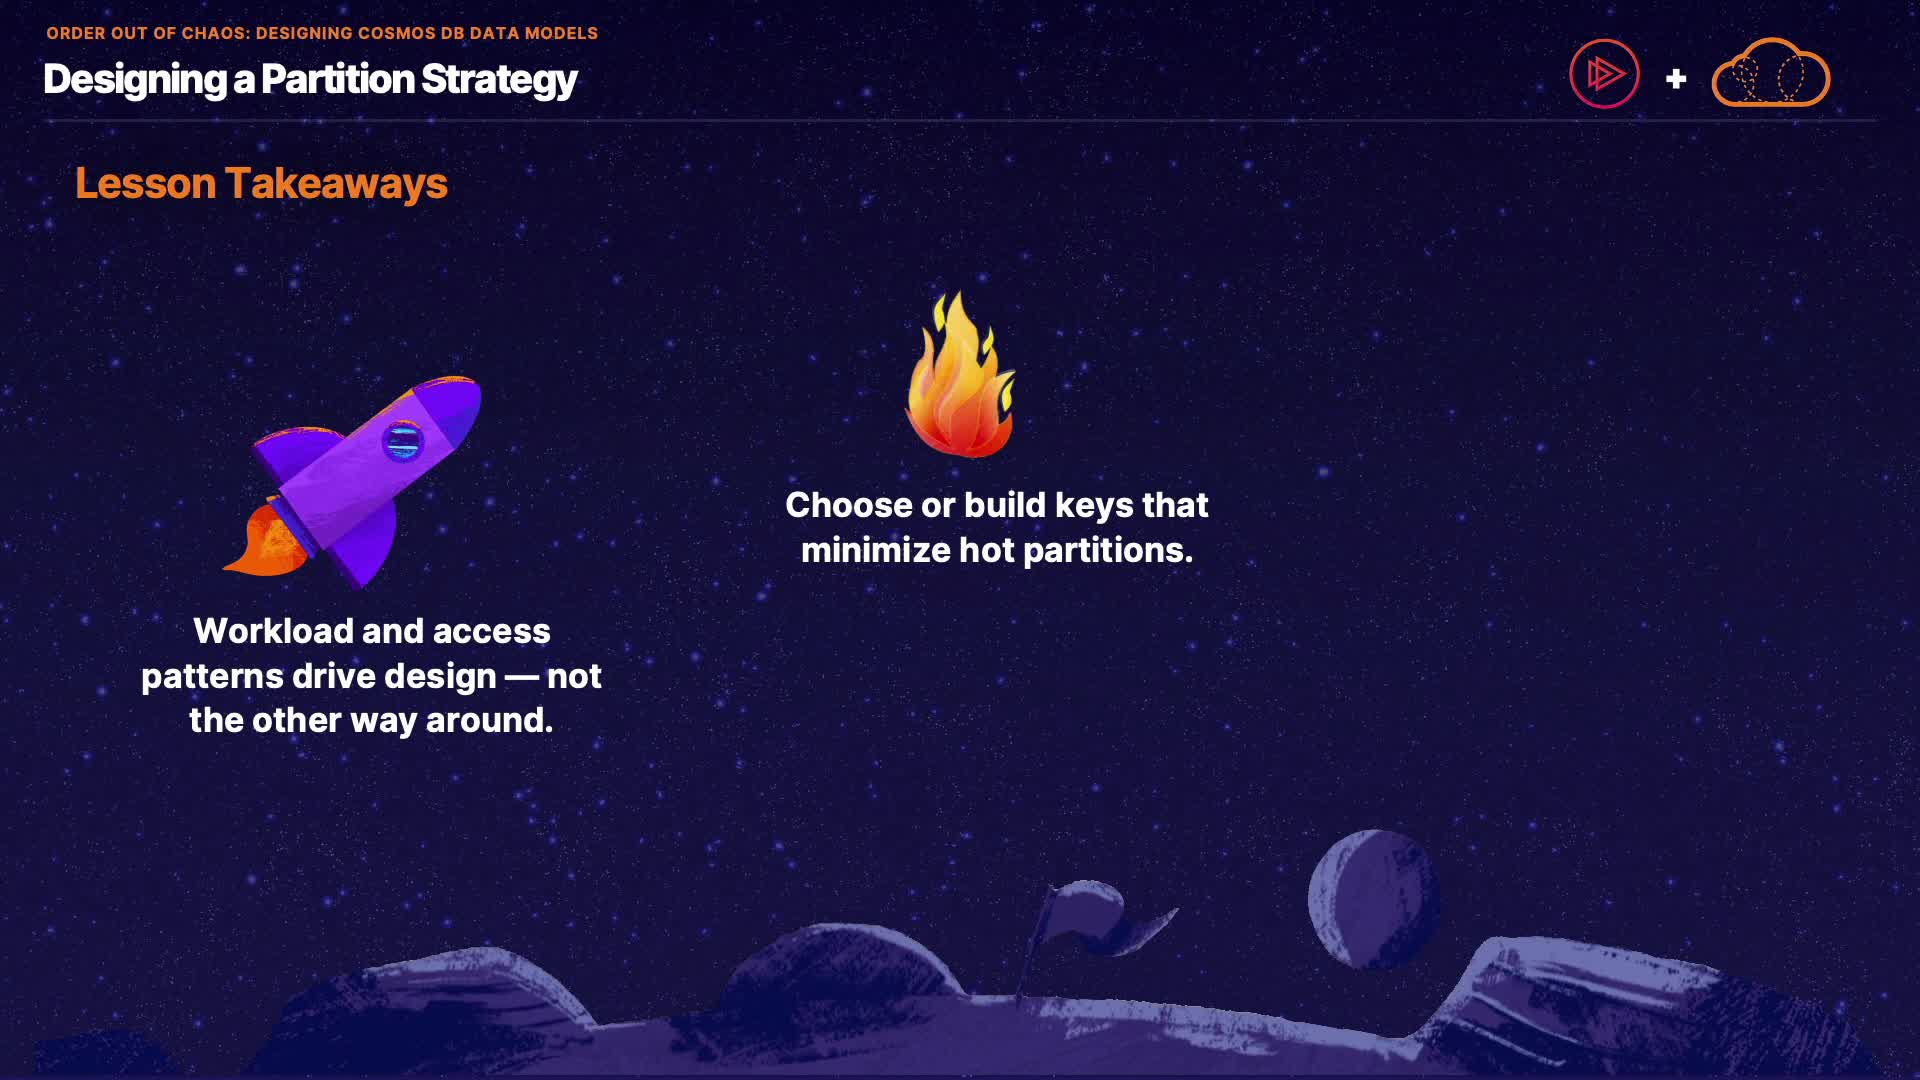 ORDER OUT OF CHAOS: DESIGNING COSMOS DB DATA MODELS
Designing a Partition Strategy
Lesson Takeaways
Workload and access
patterns drive design — not
the other way around.
Choose or build keys that
minimize hot partitions.